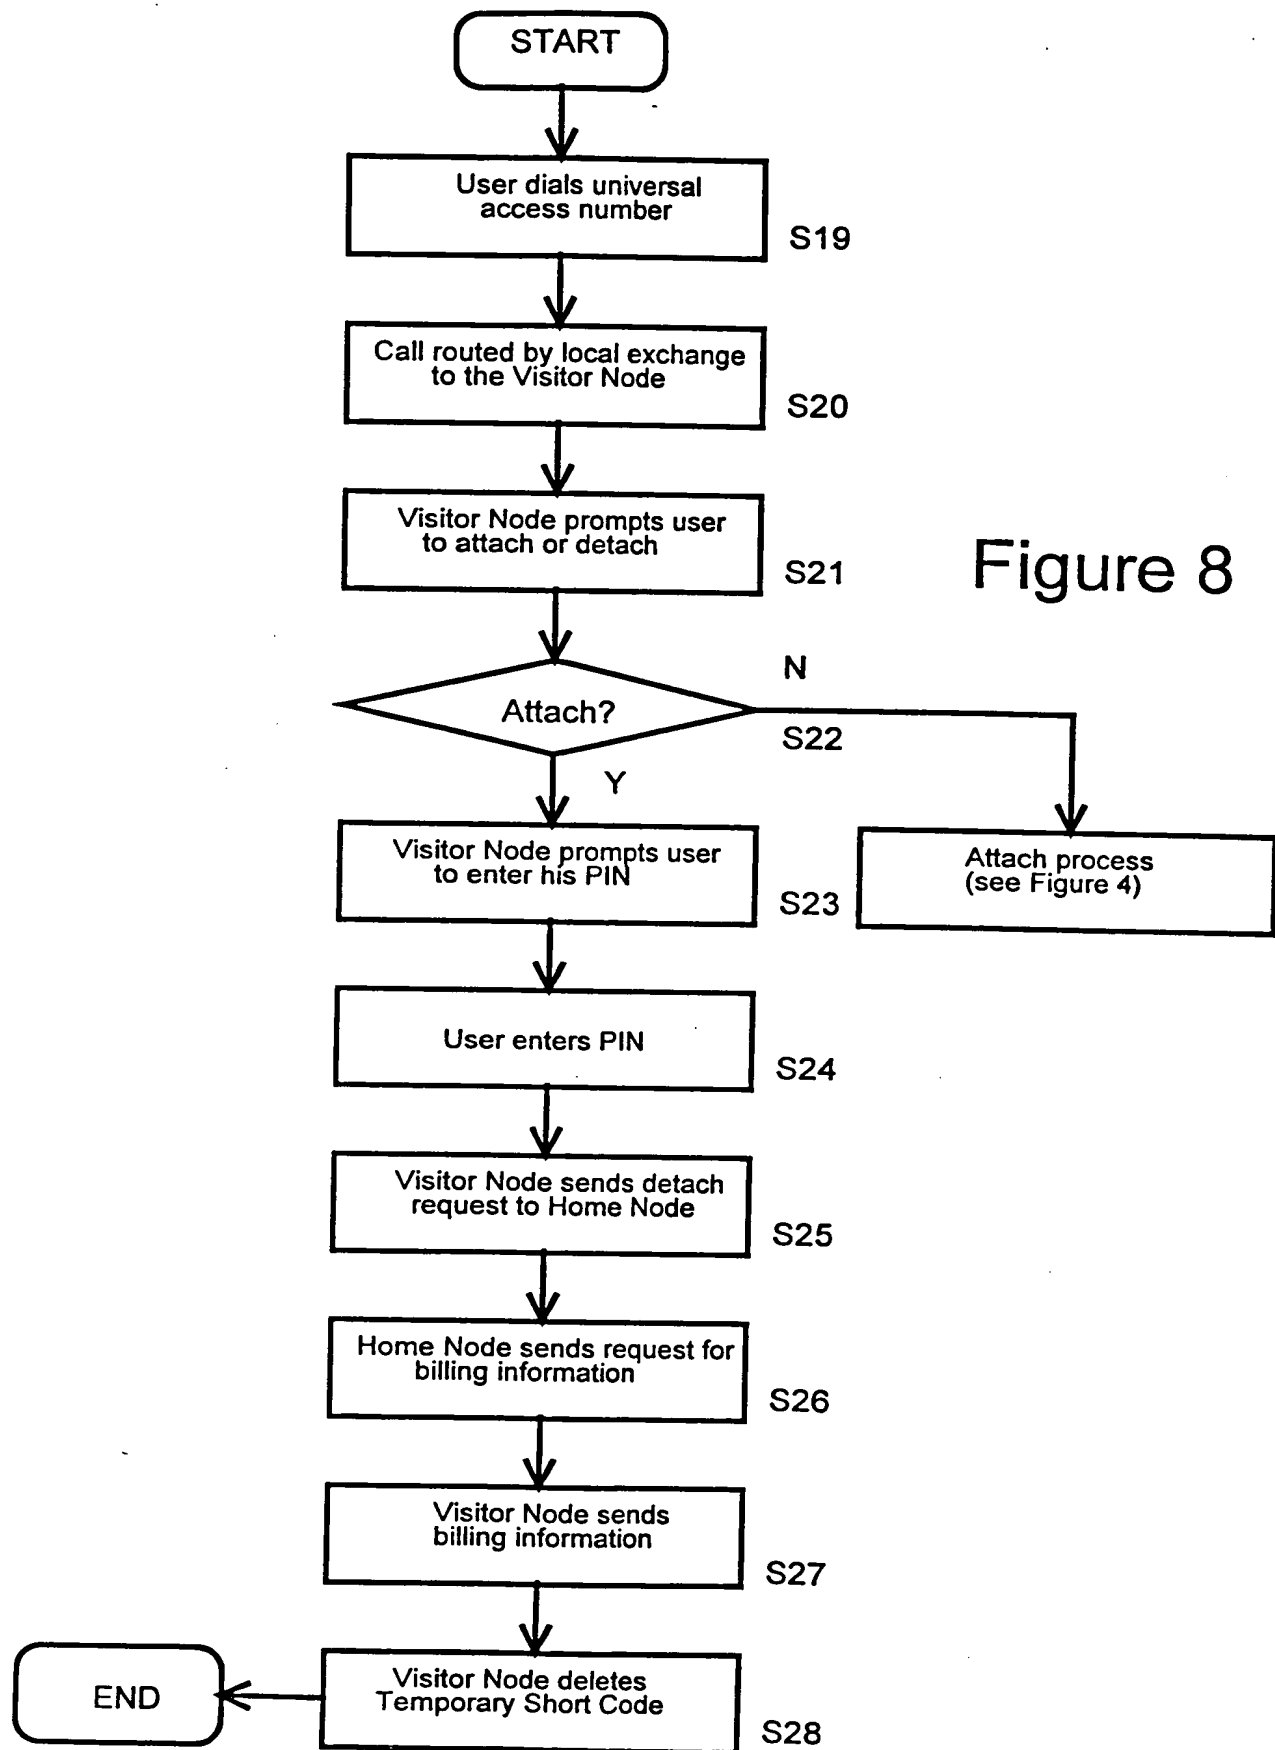 START
User dials universal
access number
S19
Call routed by local exchange
to the Visitor Node
S20
Visitor Node prompts user
to attach or detach
S21
Figure 8
Attach?
N
S22
Y
Visitor Node prompts user
to enter his PIN
S23
Attach process
(see Figure 4)
User enters PIN
S24
Visitor Node sends detach
request to Home Node
S25
Home Node sends request for
billing information
S26
Visitor Node sends
billing information
S27
Visitor Node deletes
Temporary Short Code
S28
END